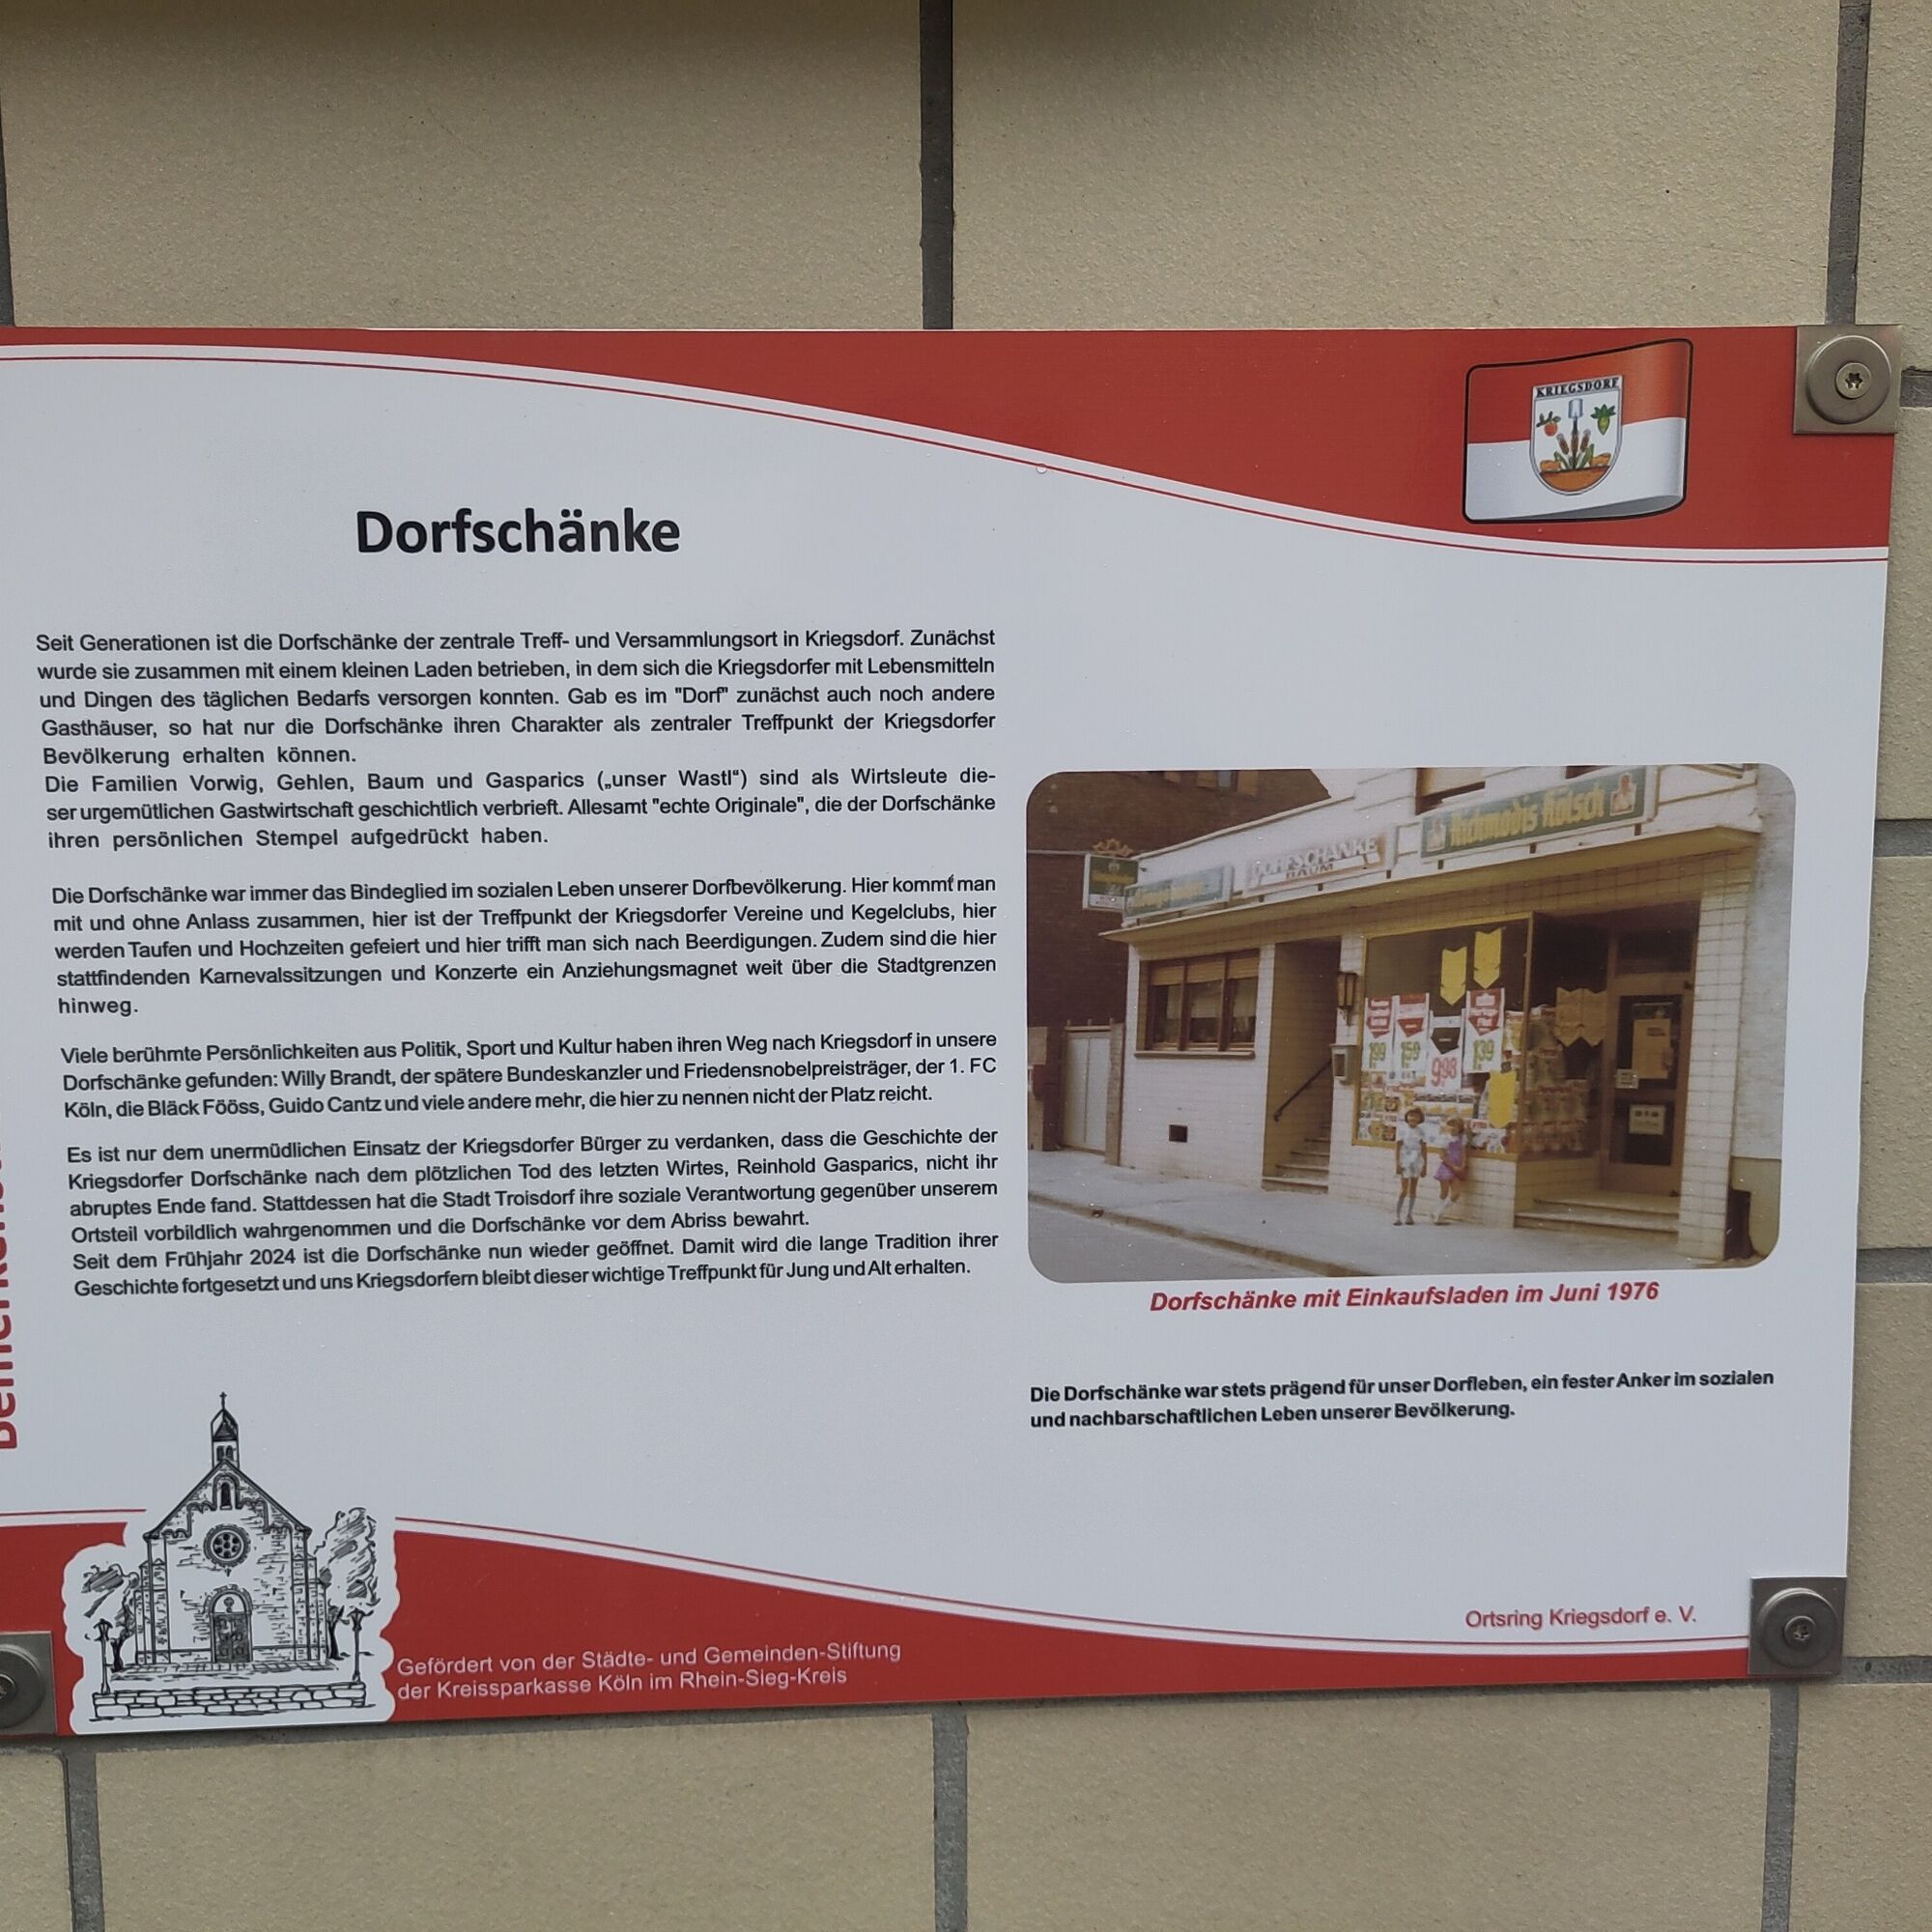 KRIEGSDORF
Dorfschänke
Seit Generationen ist die Dorfschänke der zentrale Treff- und Versammlungsort in Kriegsdorf. Zunächst
wurde sie zusammen mit einem kleinen Laden betrieben, in dem sich die Kriegsdorfer mit Lebensmitteln
und Dingen des täglichen Bedarfs versorgen konnten. Gab es im "Dorf" zunächst auch noch andere
Gasthäuser, so hat nur die Dorfschänke ihren Charakter als zentraler Treffpunkt der Kriegsdorfer
Bevölkerung erhalten können.
Die Familien Vorwig, Gehlen, Baum und Gasparics („unser Wastl“) sind als Wirtsleute die-
ser urgemütlichen Gastwirtschaft geschichtlich verbrieft. Allesamt "echte Originale", die der Dorfschänke
ihren persönlichen Stempel aufgedrückt haben.
Die Dorfschänke war immer das Bindeglied im sozialen Leben unserer Dorfbevölkerung. Hier kommt man
mit und ohne Anlass zusammen, hier ist der Treffpunkt der Kriegsdorfer Vereine und Kegelclubs, hier
werden Taufen und Hochzeiten gefeiert und hier trifft man sich nach Beerdigungen. Zudem sind die hier
stattfindenden Karnevalssitzungen und Konzerte ein Anziehungsmagnet weit über die Stadtgrenzen
hinweg.
Viele berühmte Persönlichkeiten aus Politik, Sport und Kultur haben ihren Weg nach Kriegsdorf in unsere
Dorfschänke gefunden: Willy Brandt, der spätere Bundeskanzler und Friedensnobelpreisträger, der 1. FC
Köln, die Bläck Fööss, Guido Cantz und viele andere mehr, die hier zu nennen nicht der Platz reicht.
Es ist nur dem unermüdlichen Einsatz der Kriegsdorfer Bürger zu verdanken, dass die Geschichte der
Kriegsdorfer Dorfschänke nach dem plötzlichen Tod des letzten Wirtes, Reinhold Gasparics, nicht ihr
abruptes Ende fand. Stattdessen hat die Stadt Troisdorf ihre soziale Verantwortung gegenüber unserem
Ortsteil vorbildlich wahrgenommen und die Dorfschänke vor dem Abriss bewahrt.
Seit dem Frühjahr 2024 ist die Dorfschänke nun wieder geöffnet. Damit wird die lange Tradition ihrer
Geschichte fortgesetzt und uns Kriegsdorfern bleibt dieser wichtige Treffpunkt für Jung und Alt erhalten.
DORFSCHÄNKE
BAUM
Richmodis Kölsch
199
159
998
139
Dorfschänke mit Einkaufsladen im Juni 1976
Die Dorfschänke war stets prägend für unser Dorfleben, ein fester Anker im sozialen
und nachbarschaftlichen Leben unserer Bevölkerung.
Ortsring Kriegsdorf e. V.
Gefördert von der Städte- und Gemeinden-Stiftung
der Kreissparkasse Köln im Rhein-Sieg-Kreis